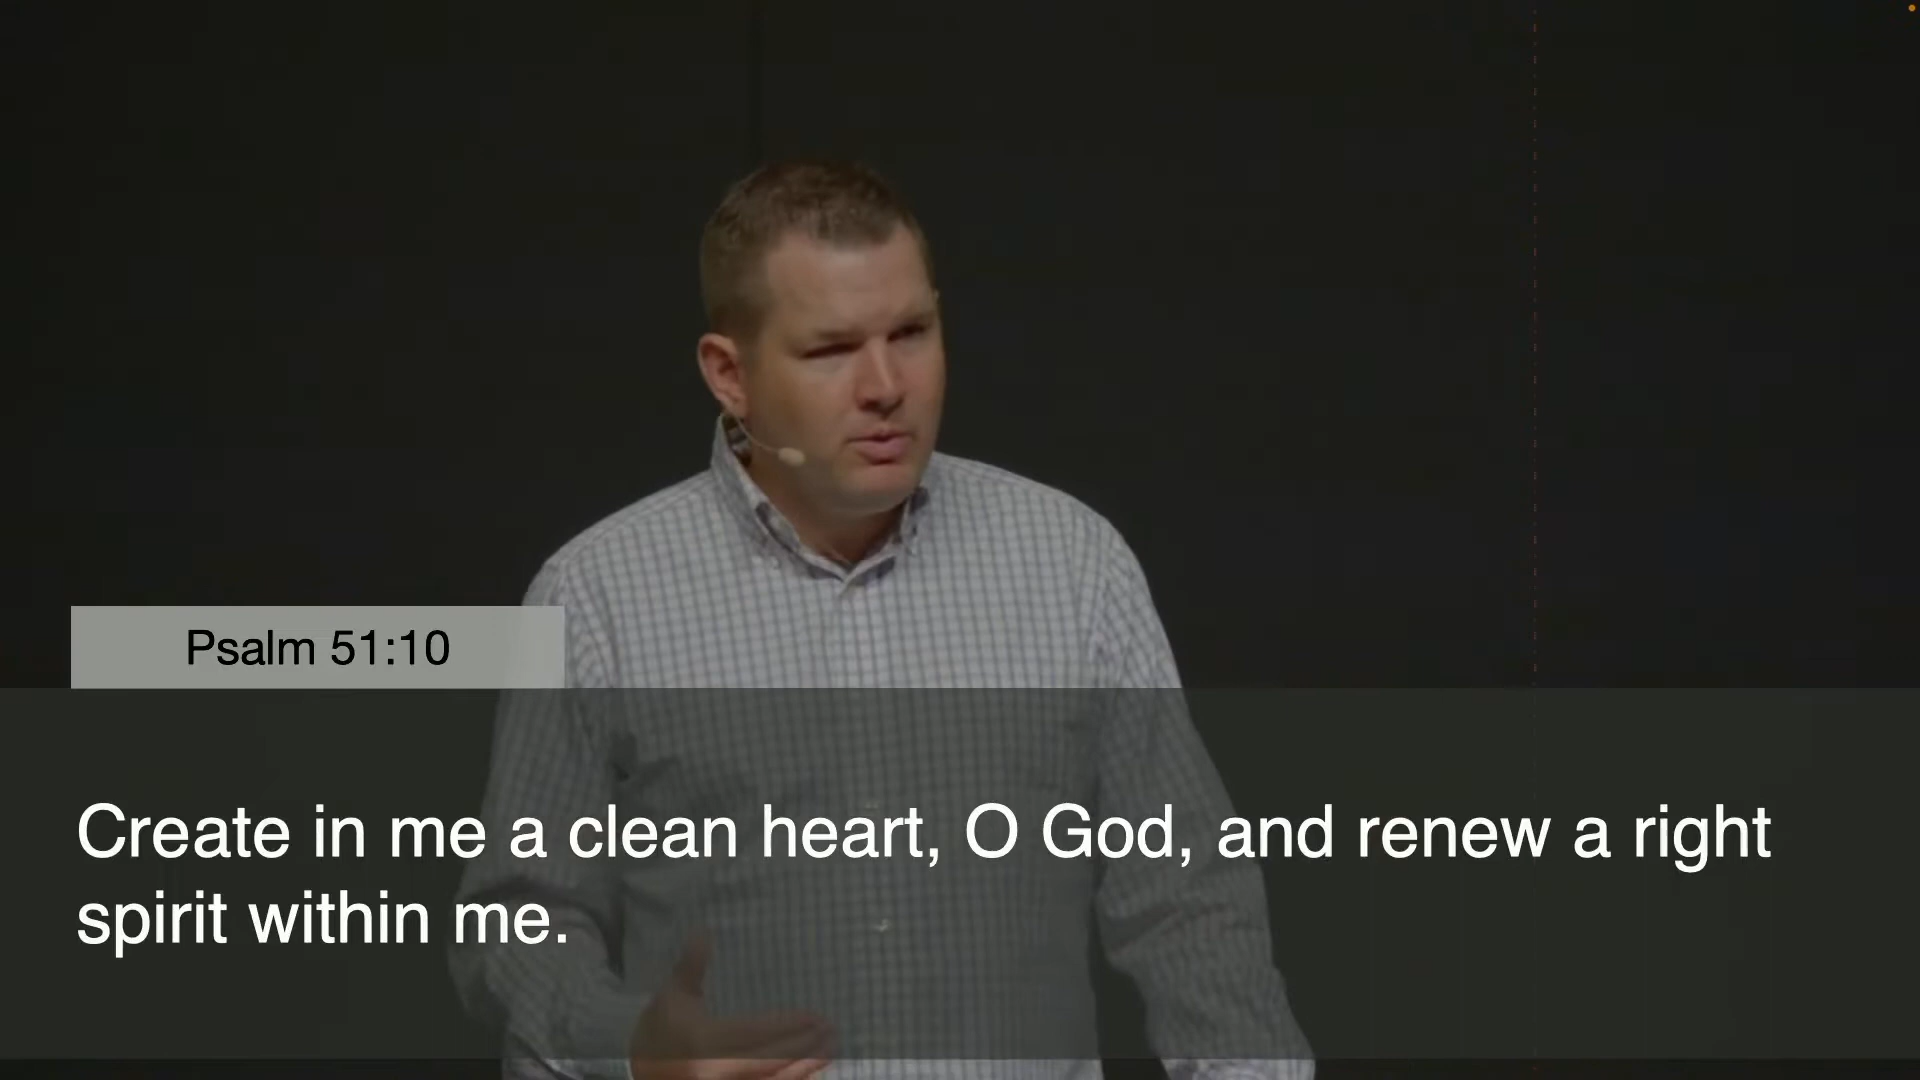 Psalm 51:10
Create in me a clean heart, O God, and renew a right
spirit within me.